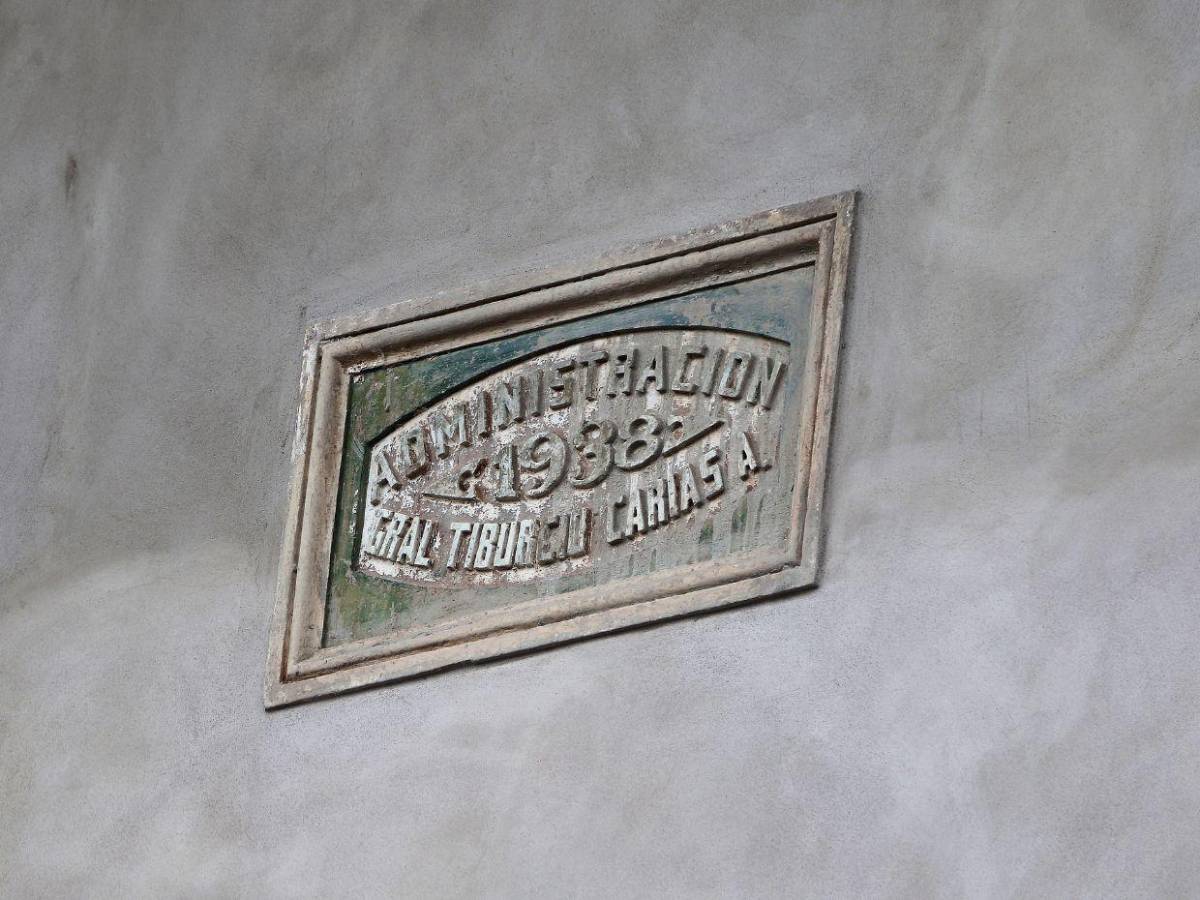 ADMINISTRACION
1938
GRAL TIBURCIO CARIAS A.